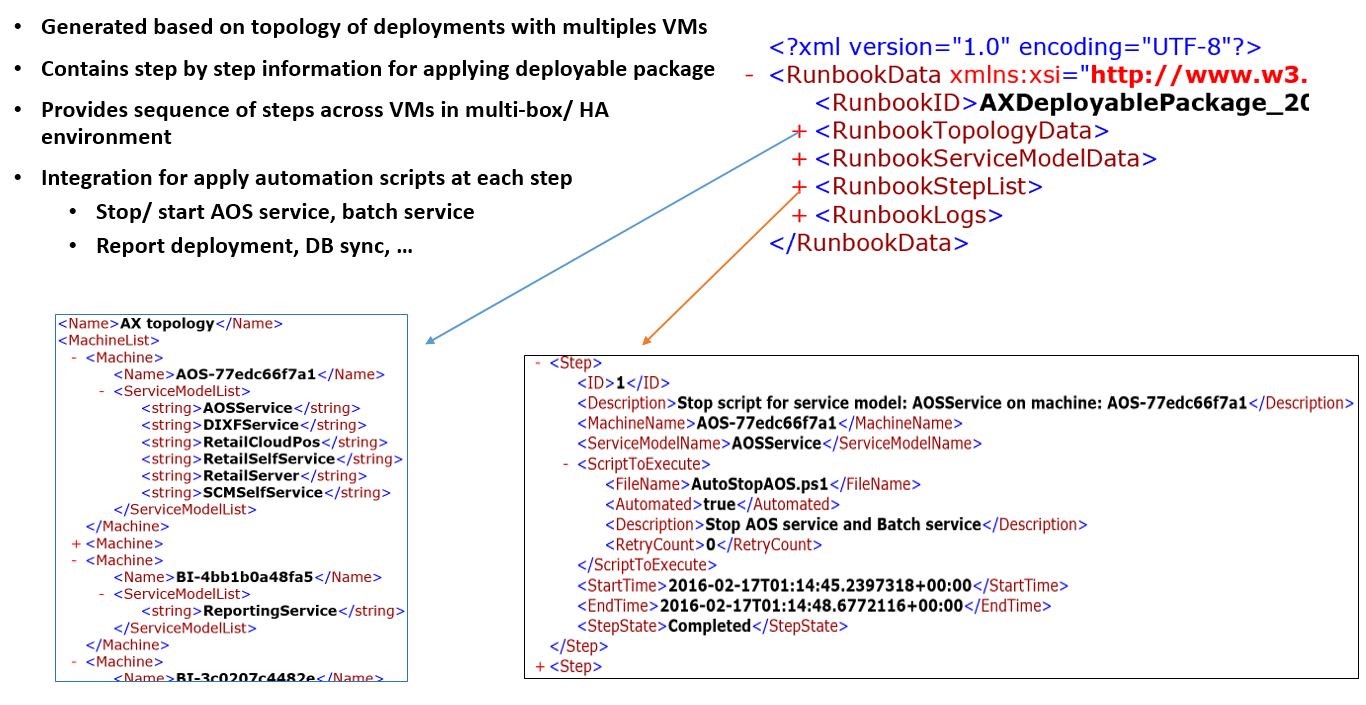 • Generated based on topology of deployments with multiples VMs
• Contains step by step information for applying deployable package
• Provides sequence of steps across VMs in multi-box/ HA
environment
• Integration for apply automation scripts at each step
• Stop/ start AOS service, batch service
• Report deployment, DB sync, ...
<?xml version="1.0" encoding="UTF-8"?>
- <RunbookData xmlns:xsi="http://www.w3.
<RunbookID>AXDeployablePackage_20
+ <RunbookTopologyData>
+ <RunbookServiceModelData>
+ <RunbookStepList>
+ <RunbookLogs>
</RunbookData>
<Name>AX topology</Name>
<MachineList>
- <Machine>
<Name>AOS-77edc66f7a1</Name>
- <ServiceModelList>
<string>AOSService</string>
<string>DIXFService</string>
<string>RetailCloudPos</string>
<string>RetailSelfService</string>
<string>RetailServer</string>
<string>SCMSelfService</string>
</ServiceModelList>
</Machine>
+ <Machine>
- <Machine>
<Name>BI-4bb1b0a48fa5</Name>
- <ServiceModelList>
<string>ReportingService</string>
</ServiceModelList>
</Machine>
- <Machine>
<Name>BI-3c0207c4482e</Name>
- <Step>
<ID>1</ID>
<Description>Stop script for service model: AOSService on machine: AOS-77edc66f7a1</Description>
<MachineName>AOS-77edc66f7a1</MachineName>
<ServiceModelName>AOSService</ServiceModelName>
- <ScriptToExecute>
<FileName>AutoStopAOS.ps1</FileName>
<Automated>true</Automated>
<Description>Stop AOS service and Batch service</Description>
<RetryCount>0</RetryCount>
</ScriptToExecute>
<StartTime>2016-02-17T01:14:45.2397318+00:00</StartTime>
<EndTime>2016-02-17T01:14:48.6772116+00:00</EndTime>
<StepState>Completed</StepState>
</Step>
+ <Step>